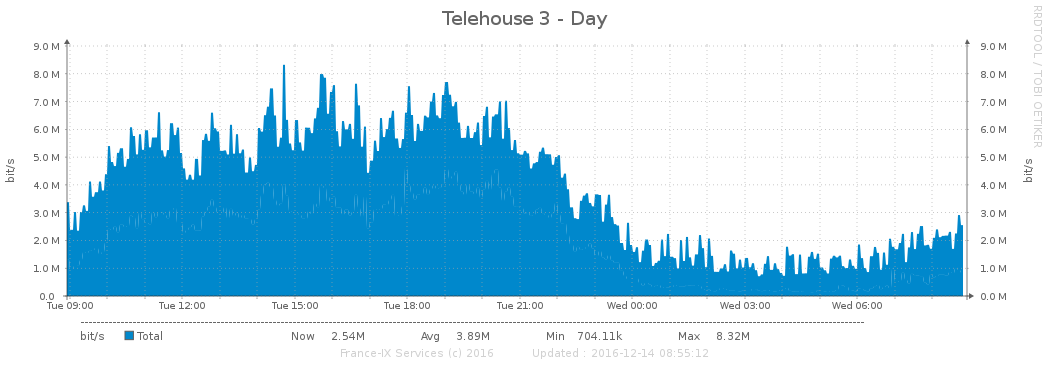 Telehouse 3 - Day
RRDTOOL / TOBI OETIKER
bit/s
9.0 M 9.0 M
8.0 M 8.0 M
7.0 M 7.0 M
6.0 M 6.0 M
5.0 M 5.0 M
4.0 M 4.0 M
3.0 M 3.0 M
2.0 M 2.0 M
1.0 M 1.0 M
0.0 0.0 M
bit/s
Tue 09:00 Tue 12:00 Tue 15:00 Tue 18:00 Tue 21:00 Wed 00:00 Wed 03:00 Wed 06:00
bit/s Total Now 2.54M Avg 3.89M Min 704.11k Max 8.32M
France-IX Services (c) 2016 Updated : 2016-12-14 08:55:12